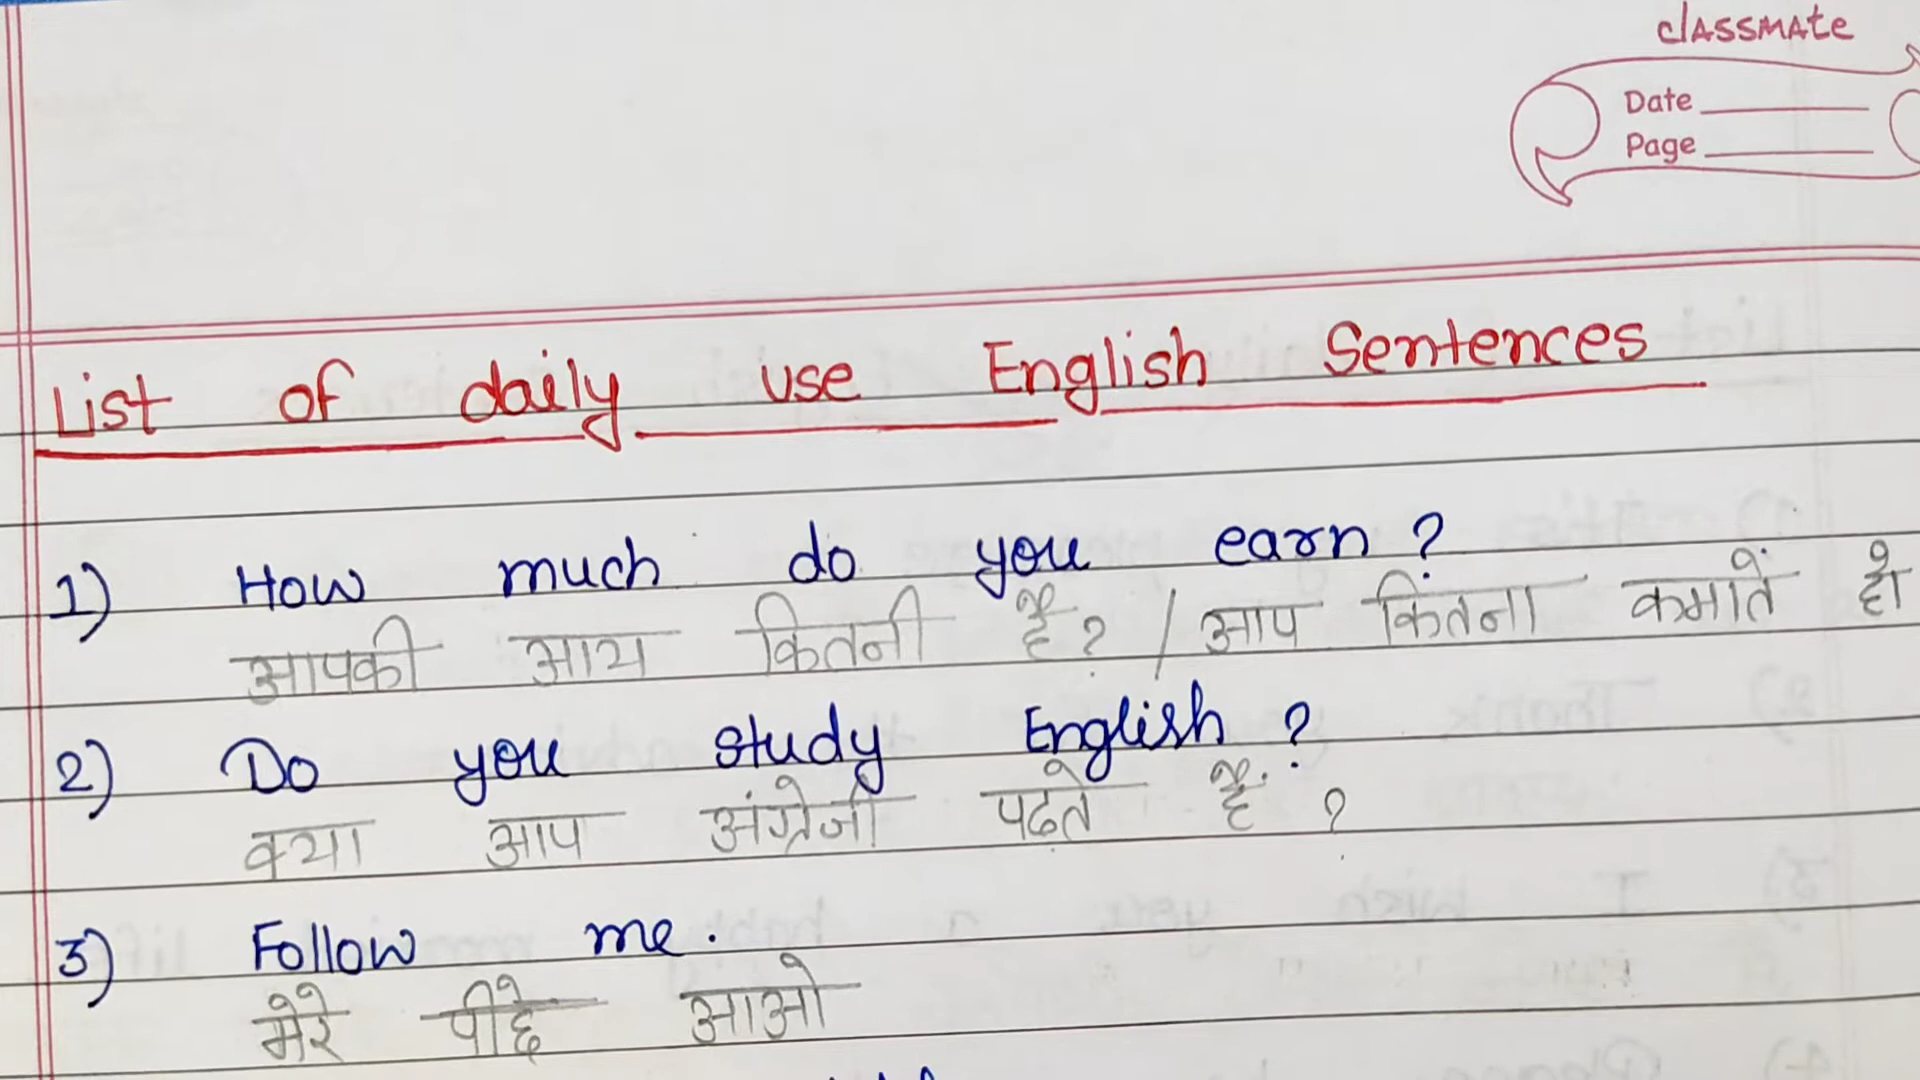 classmate
Date
Page
List of daily use English Sentences
1) How much do you earn?
आपकी आय कितनी है? / आप कितना कमाते हो
2) Do you study English?
क्या आप अंग्रेजी पढते हैं?
3) Follow me.
मेरे पीछे आओ